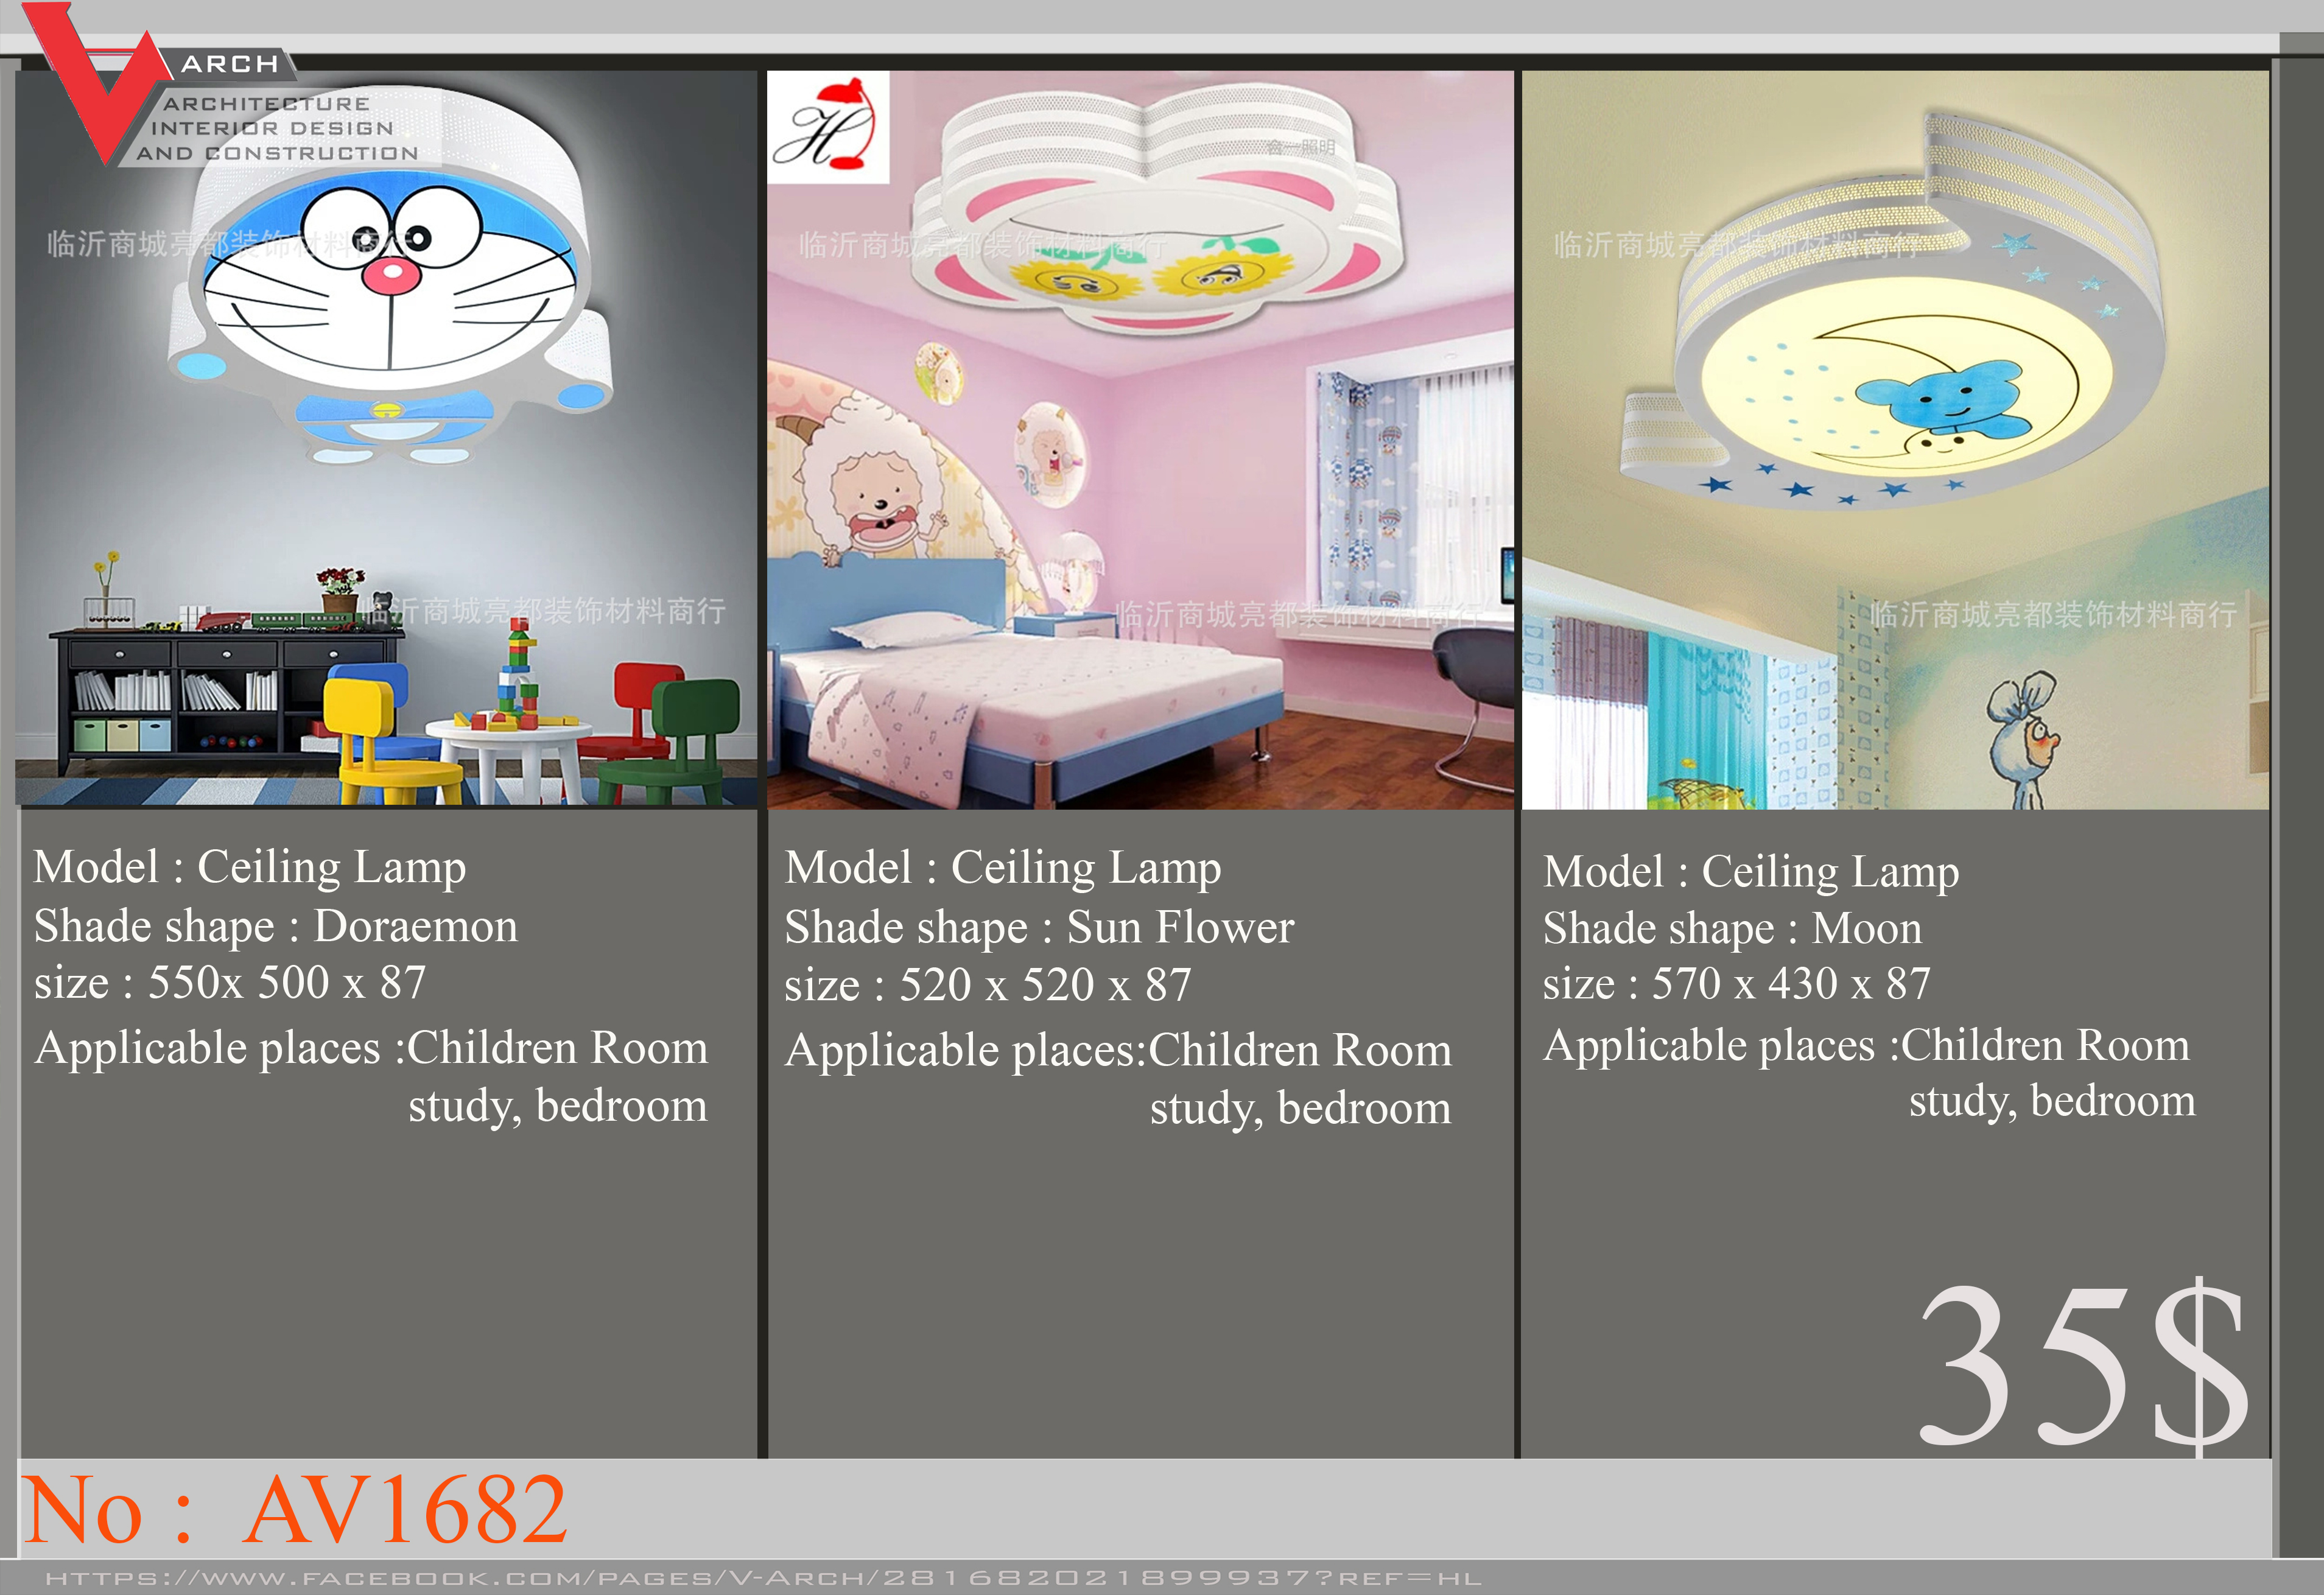 ARCH
ARCHITECTURE
INTERIOR DESIGN
AND CONSTRUCTION
H
合一照明
临沂商城亮都装饰材料商行
临沂商城亮都装饰材料商行
临沂商城亮都装饰材料商行
临沂商城亮都装饰材料商行
临沂商城亮都装饰材料商行
临沂商城亮都装饰材料商行
Model : Ceiling Lamp
Shade shape : Doraemon
size : 550x 500 x 87
Applicable places :Children Room
study, bedroom
Model : Ceiling Lamp
Shade shape : Sun Flower
size : 520 x 520 x 87
Applicable places:Children Room
study, bedroom
Model : Ceiling Lamp
Shade shape : Moon
size : 570 x 430 x 87
Applicable places :Children Room
study, bedroom
35$
No : AV1682
HTTPS://WWW.FACEBOOK.COM/PAGES/V-ARCH/281682021899937?REF=HL